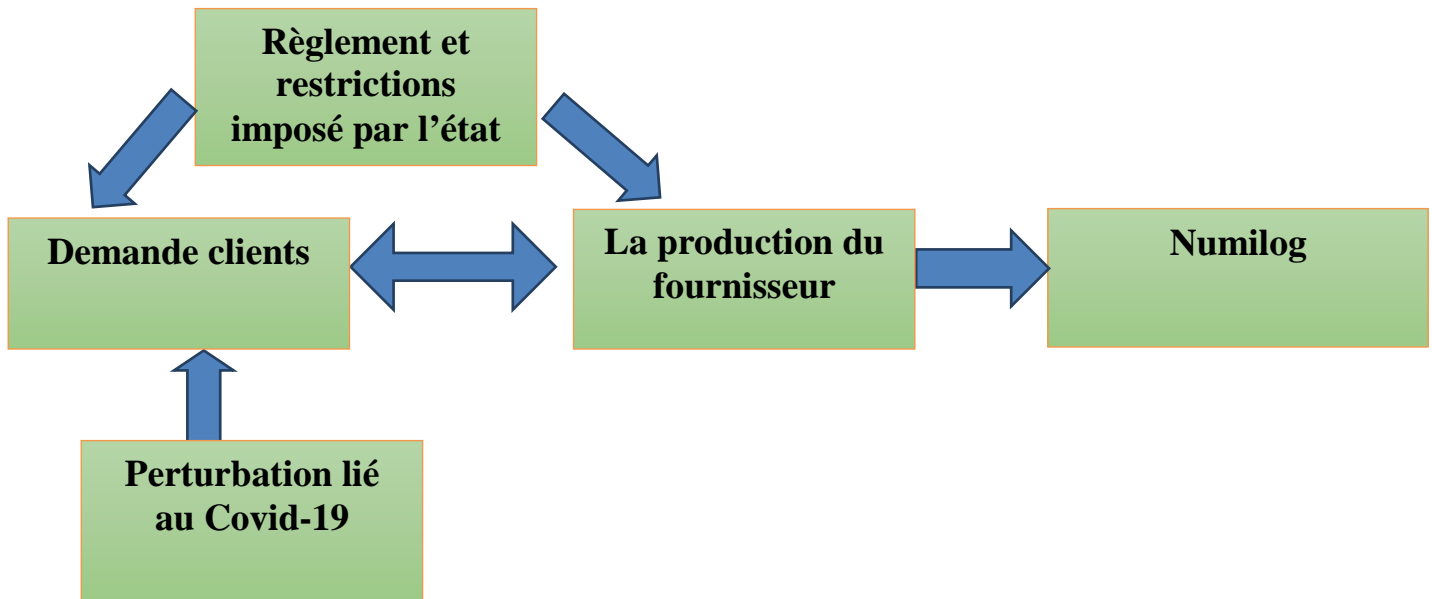 Règlement et
restrictions
imposé par l’état
Demande clients
La production du
fournisseur
Numilog
Perturbation lié
au Covid-19